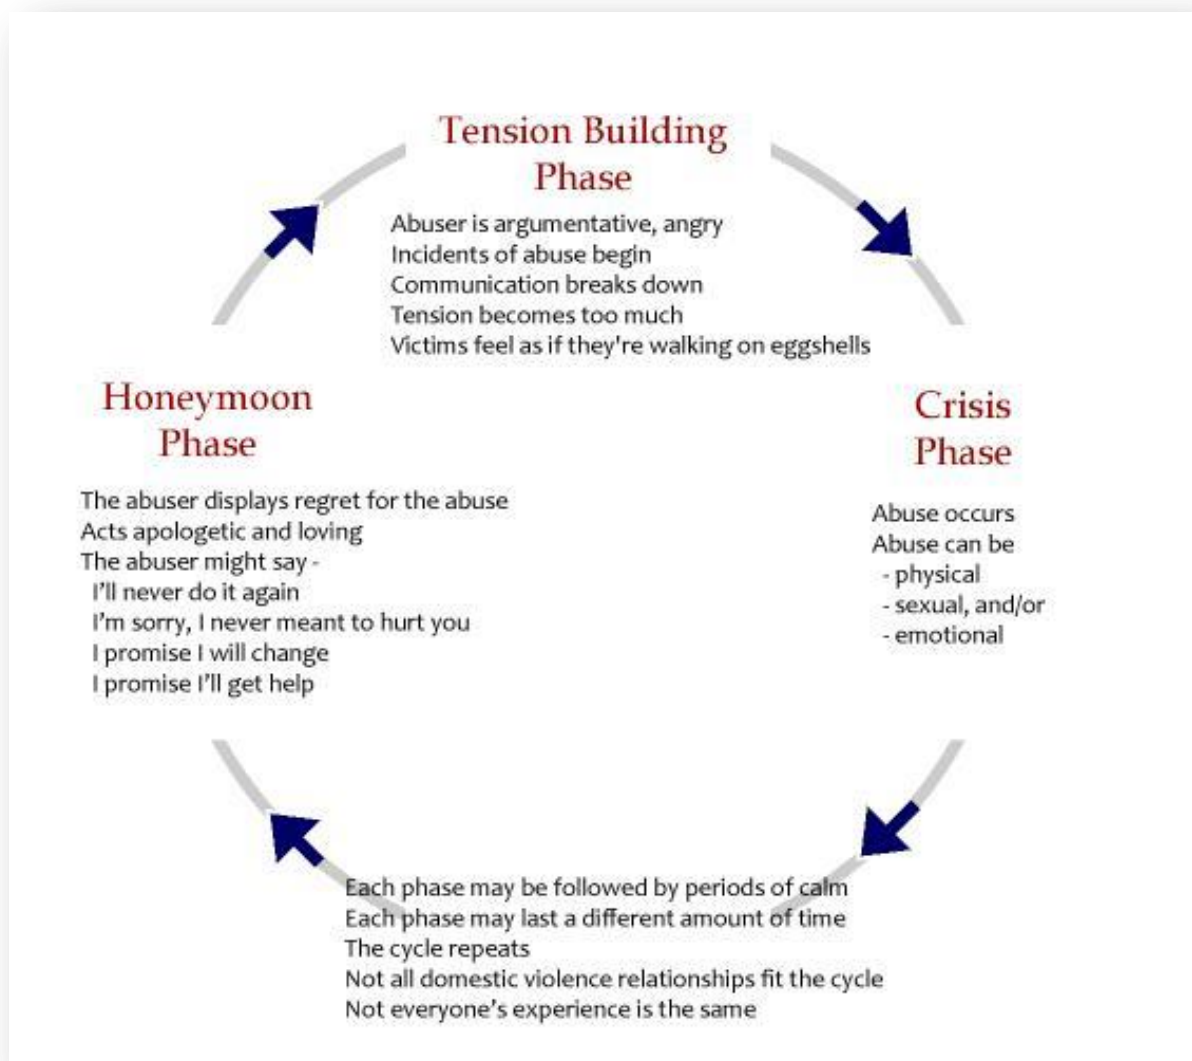 Tension Building
Phase
Abuser is argumentative, angry
Incidents of abuse begin
Communication breaks down
Tension becomes too much
Victims feel as if they're walking on eggshells
Crisis
Phase
Abuse occurs
Abuse can be
- physical
- sexual, and/or
- emotional
Honeymoon
Phase
The abuser displays regret for the abuse
Acts apologetic and loving
The abuser might say -
I'll never do it again
I'm sorry, I never meant to hurt you
I promise I will change
I promise I'll get help
Each phase may be followed by periods of calm
Each phase may last a different amount of time
The cycle repeats
Not all domestic violence relationships fit the cycle
Not everyone's experience is the same